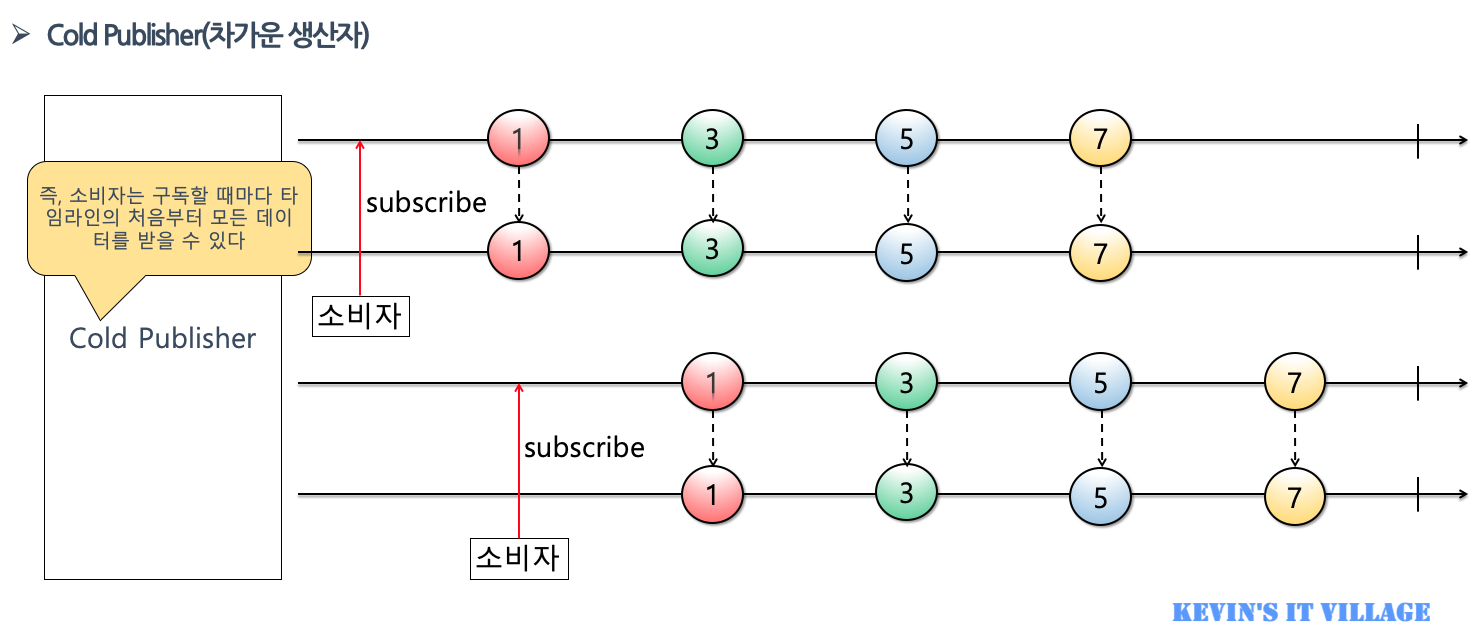 ➢ Cold Publisher(차가운 생산자)
즉, 소비자는 구독할 때마다 타
임라인의 처음부터 모든 데이
터를 받을 수 있다
Cold Publisher
1 3 5 7
subscribe
1 3 5 7
소비자
1 3 5 7
subscribe
1 3 5 7
소비자
KEVIN'S IT VILLAGE